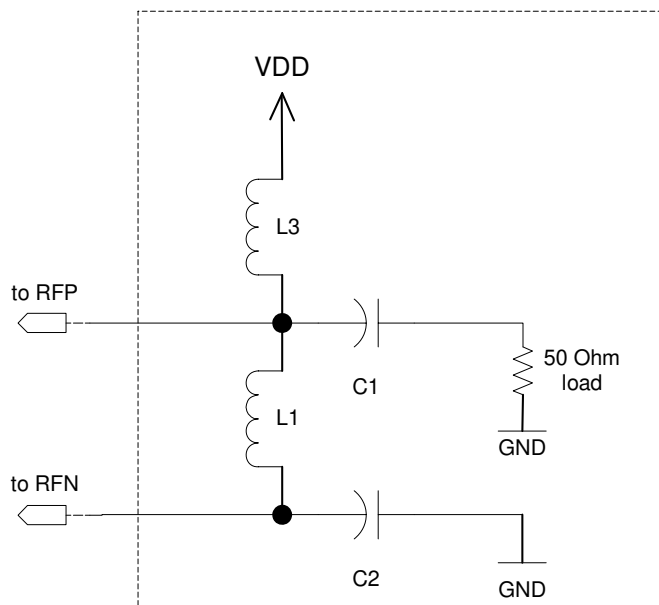 VDD
L3
to RFP
C1
50 Ohm
load
GND
L1
to RFN
C2
GND